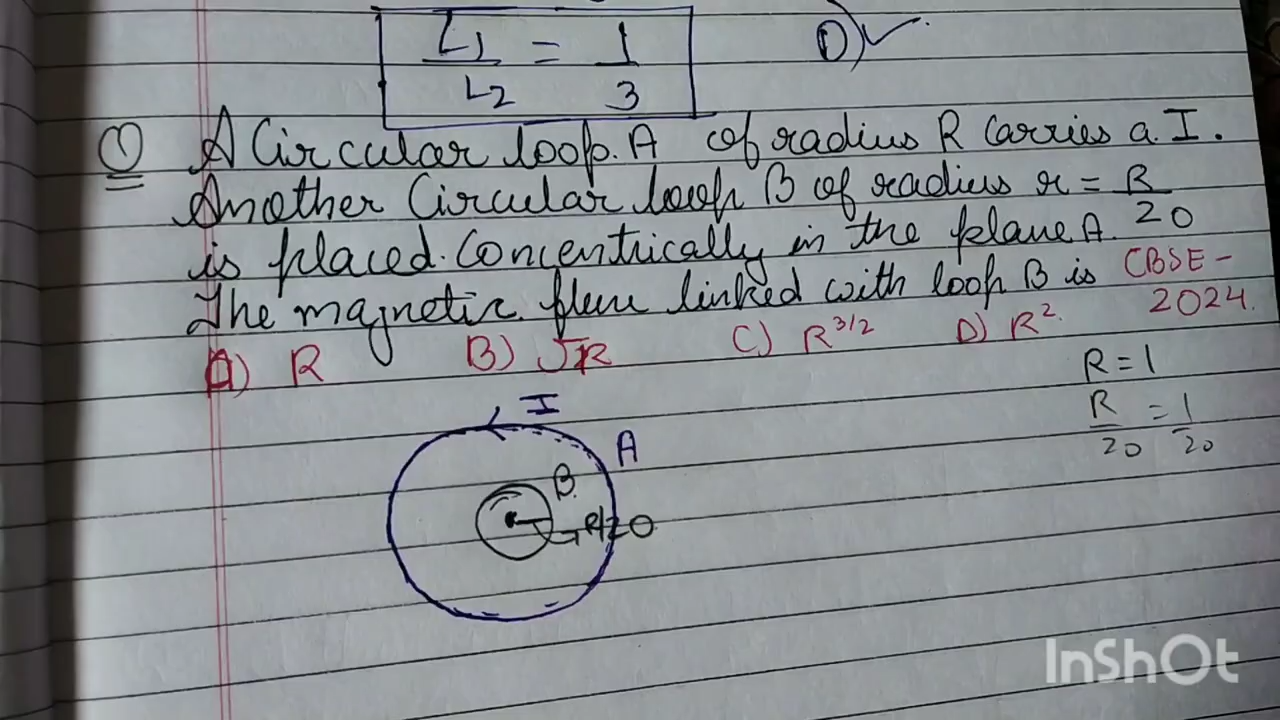 L1 / L2 = 1 / 3
D) ✓
① A Circular loop. A of radius R Carries a. I.
Another Circular loop B of radius r = R / 20
is placed. Concentrically in the plane A.
The magnetic flux linked with loop B is CBSE -
2024.
A) R B) √R C) R^3/2 D) R^2.
R = 1
R / 20 = 1 / 20
I
A
B.
R/20
InShOt